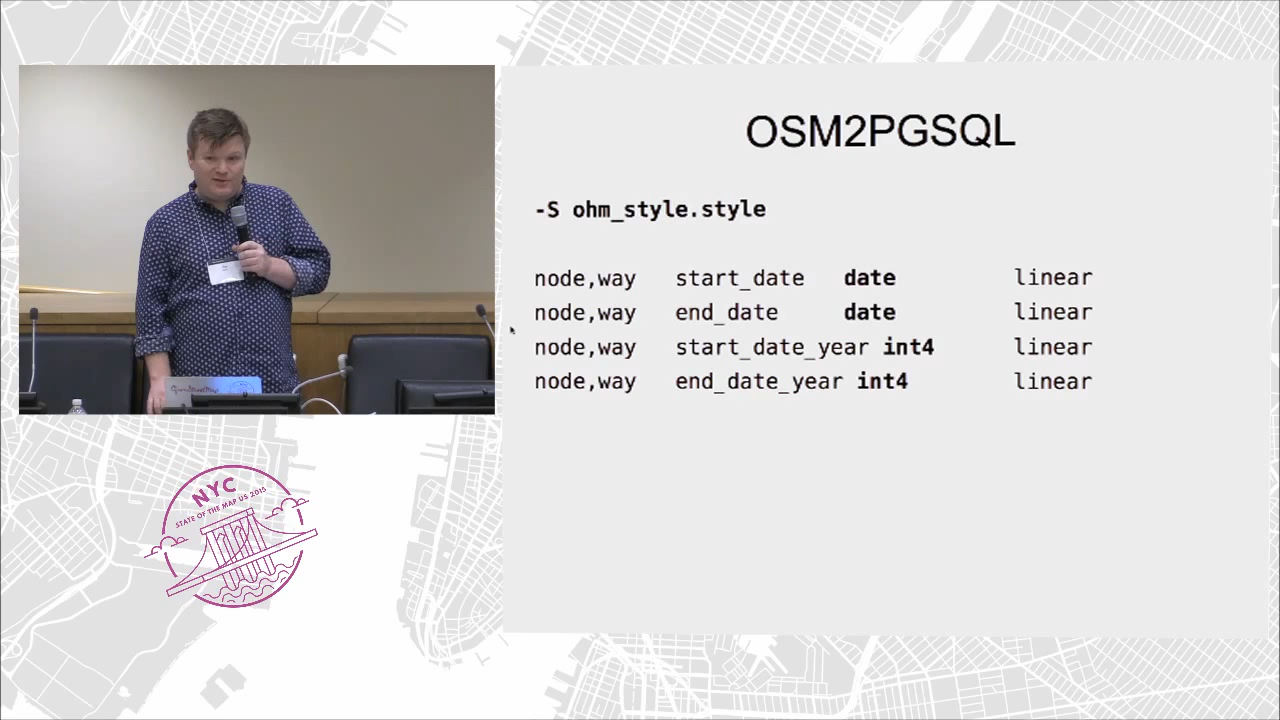 OSM2PGSQL
-S ohm_style.style
node,way start_date date linear
node,way end_date date linear
node,way start_date_year int4 linear
node,way end_date_year int4 linear
OpenStreetMap
NYC
STATE OF THE MAP US 2015